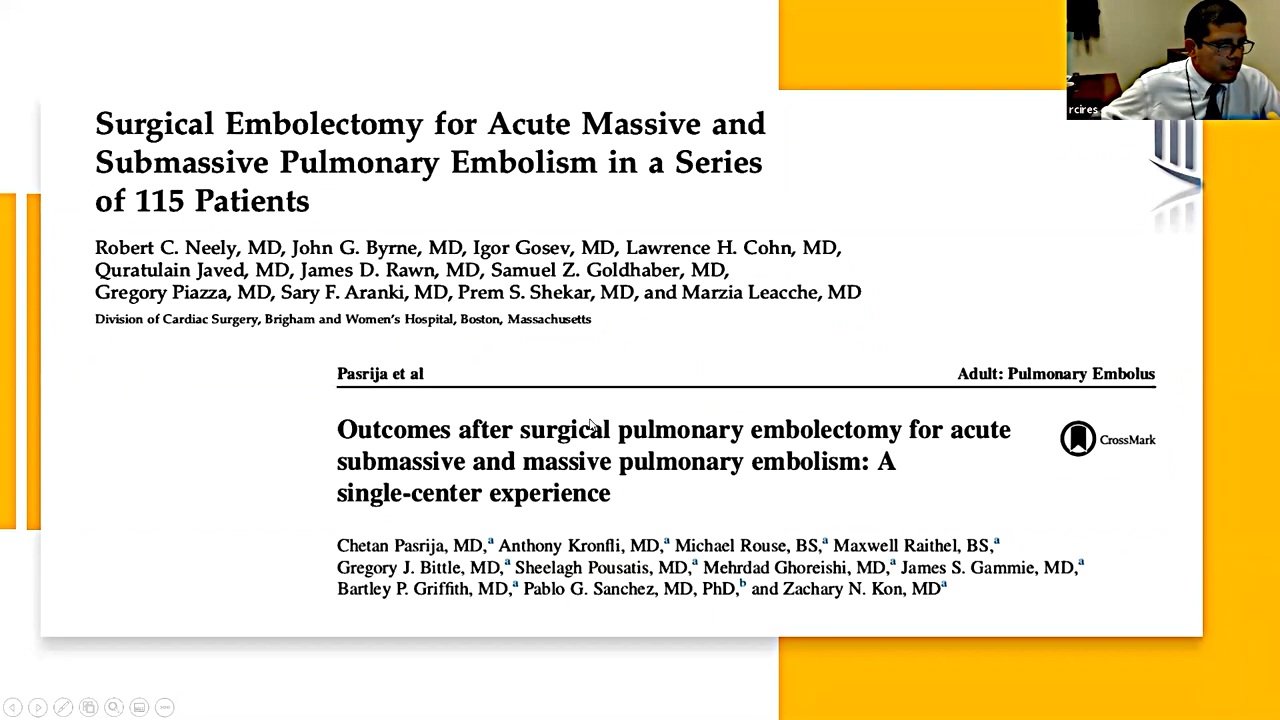 rcires
Surgical Embolectomy for Acute Massive and
Submassive Pulmonary Embolism in a Series
of 115 Patients
Robert C. Neely, MD, John G. Byrne, MD, Igor Gosev, MD, Lawrence H. Cohn, MD,
Quratulain Javed, MD, James D. Rawn, MD, Samuel Z. Goldhaber, MD,
Gregory Piazza, MD, Sary F. Aranki, MD, Prem S. Shekar, MD, and Marzia Leacche, MD
Division of Cardiac Surgery, Brigham and Women's Hospital, Boston, Massachusetts
Pasrija et al Adult: Pulmonary Embolus
Outcomes after surgical pulmonary embolectomy for acute
submassive and massive pulmonary embolism: A
single-center experience
CrossMark
Chetan Pasrija, MD,a Anthony Kronfli, MD,a Michael Rouse, BS,a Maxwell Raithel, BS,a
Gregory J. Bittle, MD,a Sheelagh Pousatis, MD,a Mehrdad Ghoreishi, MD,a James S. Gammie, MD,a
Bartley P. Griffith, MD,a Pablo G. Sanchez, MD, PhD,b and Zachary N. Kon, MDa